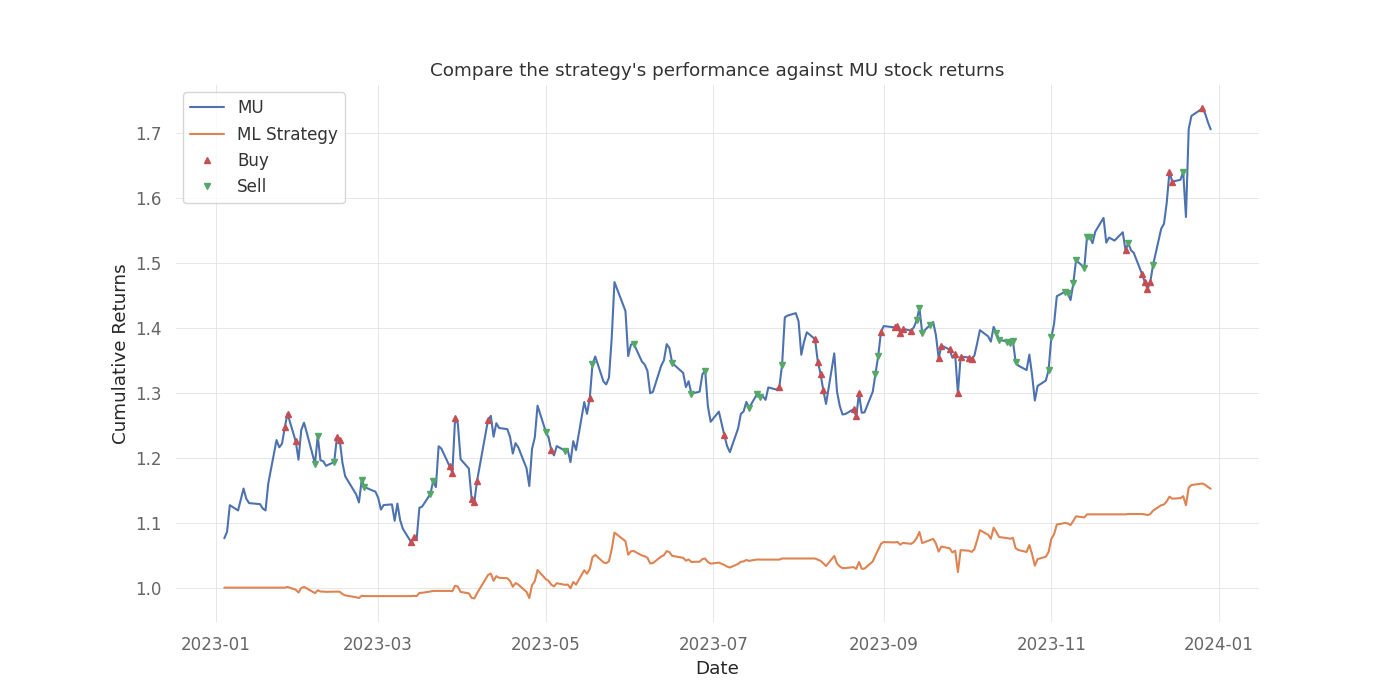 Compare the strategy's performance against MU stock returns
MU
ML Strategy
Buy
Sell
Cumulative Returns
1.7
1.6
1.5
1.4
1.3
1.2
1.1
1.0
2023-01 2023-03 2023-05 2023-07 2023-09 2023-11 2024-01
Date